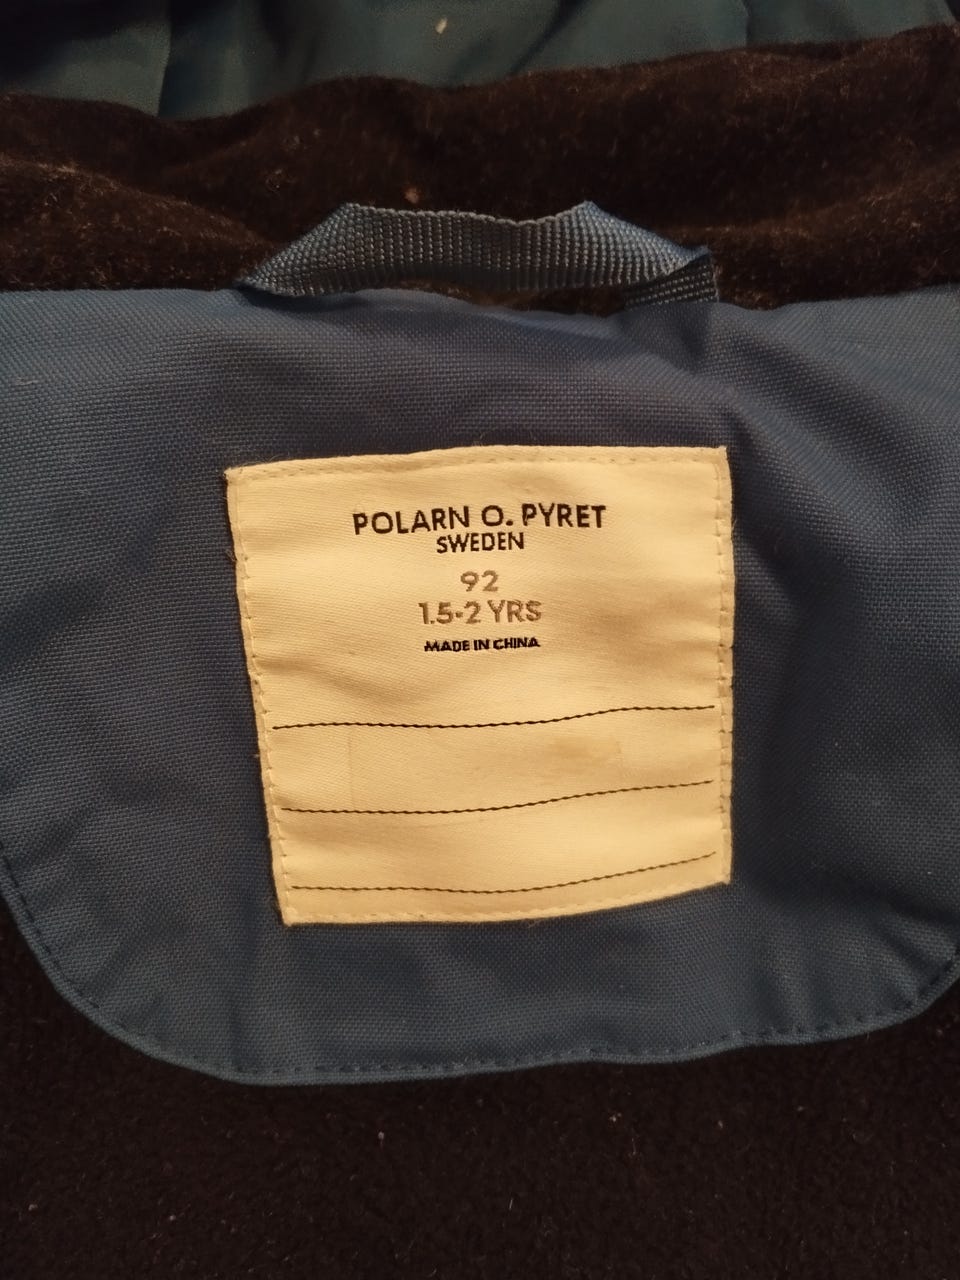 POLARN O. PYRET
SWEDEN
92
1.5-2 YRS
MADE IN CHINA